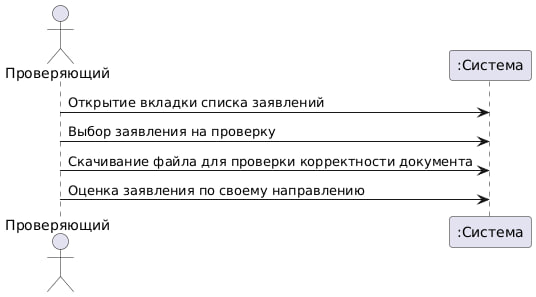 Проверяющий
:Система
Открытие вкладки списка заявлений
Выбор заявления на проверку
Скачивание файла для проверки корректности документа
Оценка заявления по своему направлению
Проверяющий
:Система